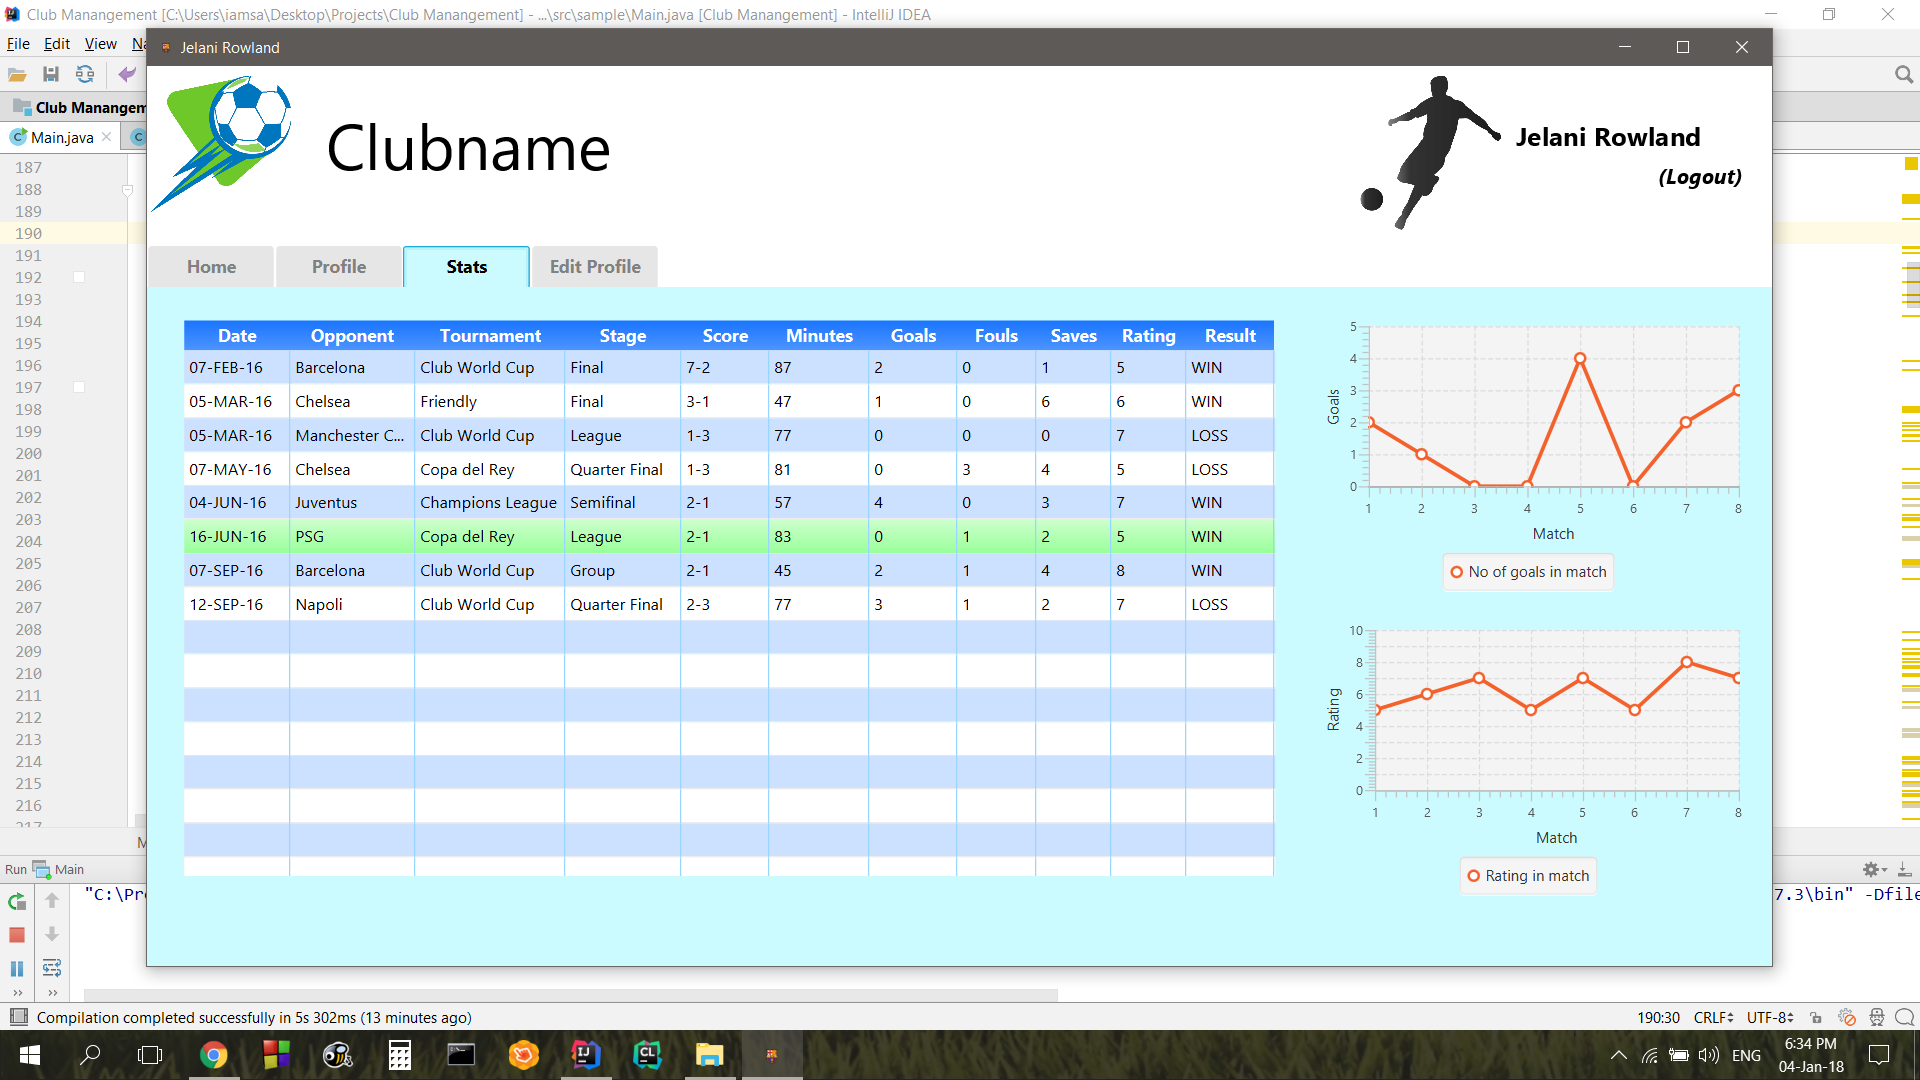 Club Manangement [C:\Users\iamsa\Desktop\Projects\Club Manangement] - ...\src\sample\Main.java [Club Manangement] - IntelliJ IDEA
File Edit View Na
Jelani Rowland
Clubname
Jelani Rowland
(Logout)
Club Manangem
Main.java
Home Profile Stats Edit Profile
187
188
189
190
191
192
193
194
195
196
197
198
199
200
201
202
203
204
205
206
207
208
209
210
211
212
213
214
215
216
217
Date Opponent Tournament Stage Score Minutes Goals Fouls Saves Rating Result
07-FEB-16 Barcelona Club World Cup Final 7-2 87 2 0 1 5 WIN
05-MAR-16 Chelsea Friendly Final 3-1 47 1 0 6 6 WIN
05-MAR-16 Manchester C... Club World Cup League 1-3 77 0 0 0 7 LOSS
07-MAY-16 Chelsea Copa del Rey Quarter Final 1-3 81 0 3 4 5 LOSS
04-JUN-16 Juventus Champions League Semifinal 2-1 57 4 0 3 7 WIN
16-JUN-16 PSG Copa del Rey League 2-1 83 0 1 2 5 WIN
07-SEP-16 Barcelona Club World Cup Group 2-1 45 2 1 4 8 WIN
12-SEP-16 Napoli Club World Cup Quarter Final 2-3 77 3 1 2 7 LOSS
5
4
3
2
1
0
Goals
1 2 3 4 5 6 7 8
Match
No of goals in match
10
8
6
4
2
0
Rating
1 2 3 4 5 6 7 8
Match
Rating in match
M
Run Main
"C:\Pr 7.3\bin" -Dfile
Compilation completed successfully in 5s 302ms (13 minutes ago) 190:30 CRLF UTF-8
ENG 6:34 PM
04-Jan-18